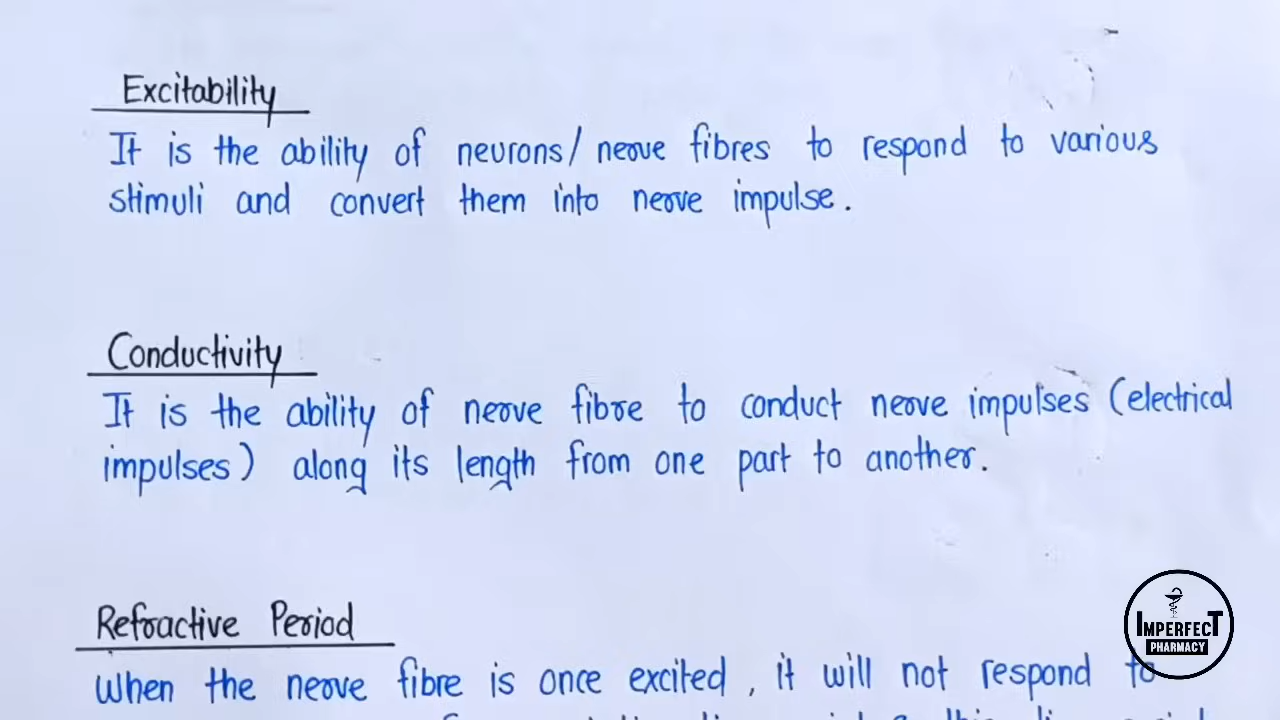 Excitability
It is the ability of neurons/ nerve fibres to respond to various
stimuli and convert them into nerve impulse.
Conductivity
It is the ability of nerve fibre to conduct nerve impulses (electrical
impulses) along its length from one part to another.
Refractive Period
When the nerve fibre is once excited, it will not respond to
IMPERFECT
PHARMACY